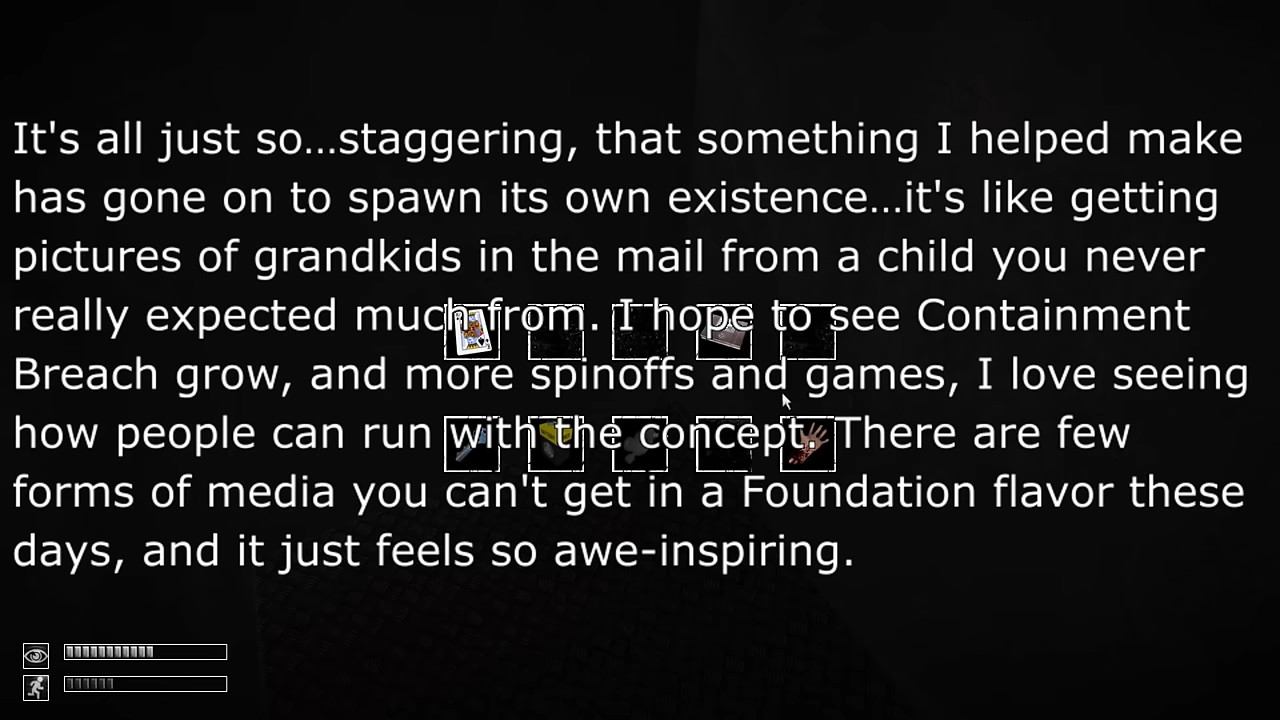 It's all just so...staggering, that something I helped make
has gone on to spawn its own existence...it's like getting
pictures of grandkids in the mail from a child you never
really expected much from. I hope to see Containment
Breach grow, and more spinoffs and games, I love seeing
how people can run with the concept. There are few
forms of media you can't get in a Foundation flavor these
days, and it just feels so awe-inspiring.